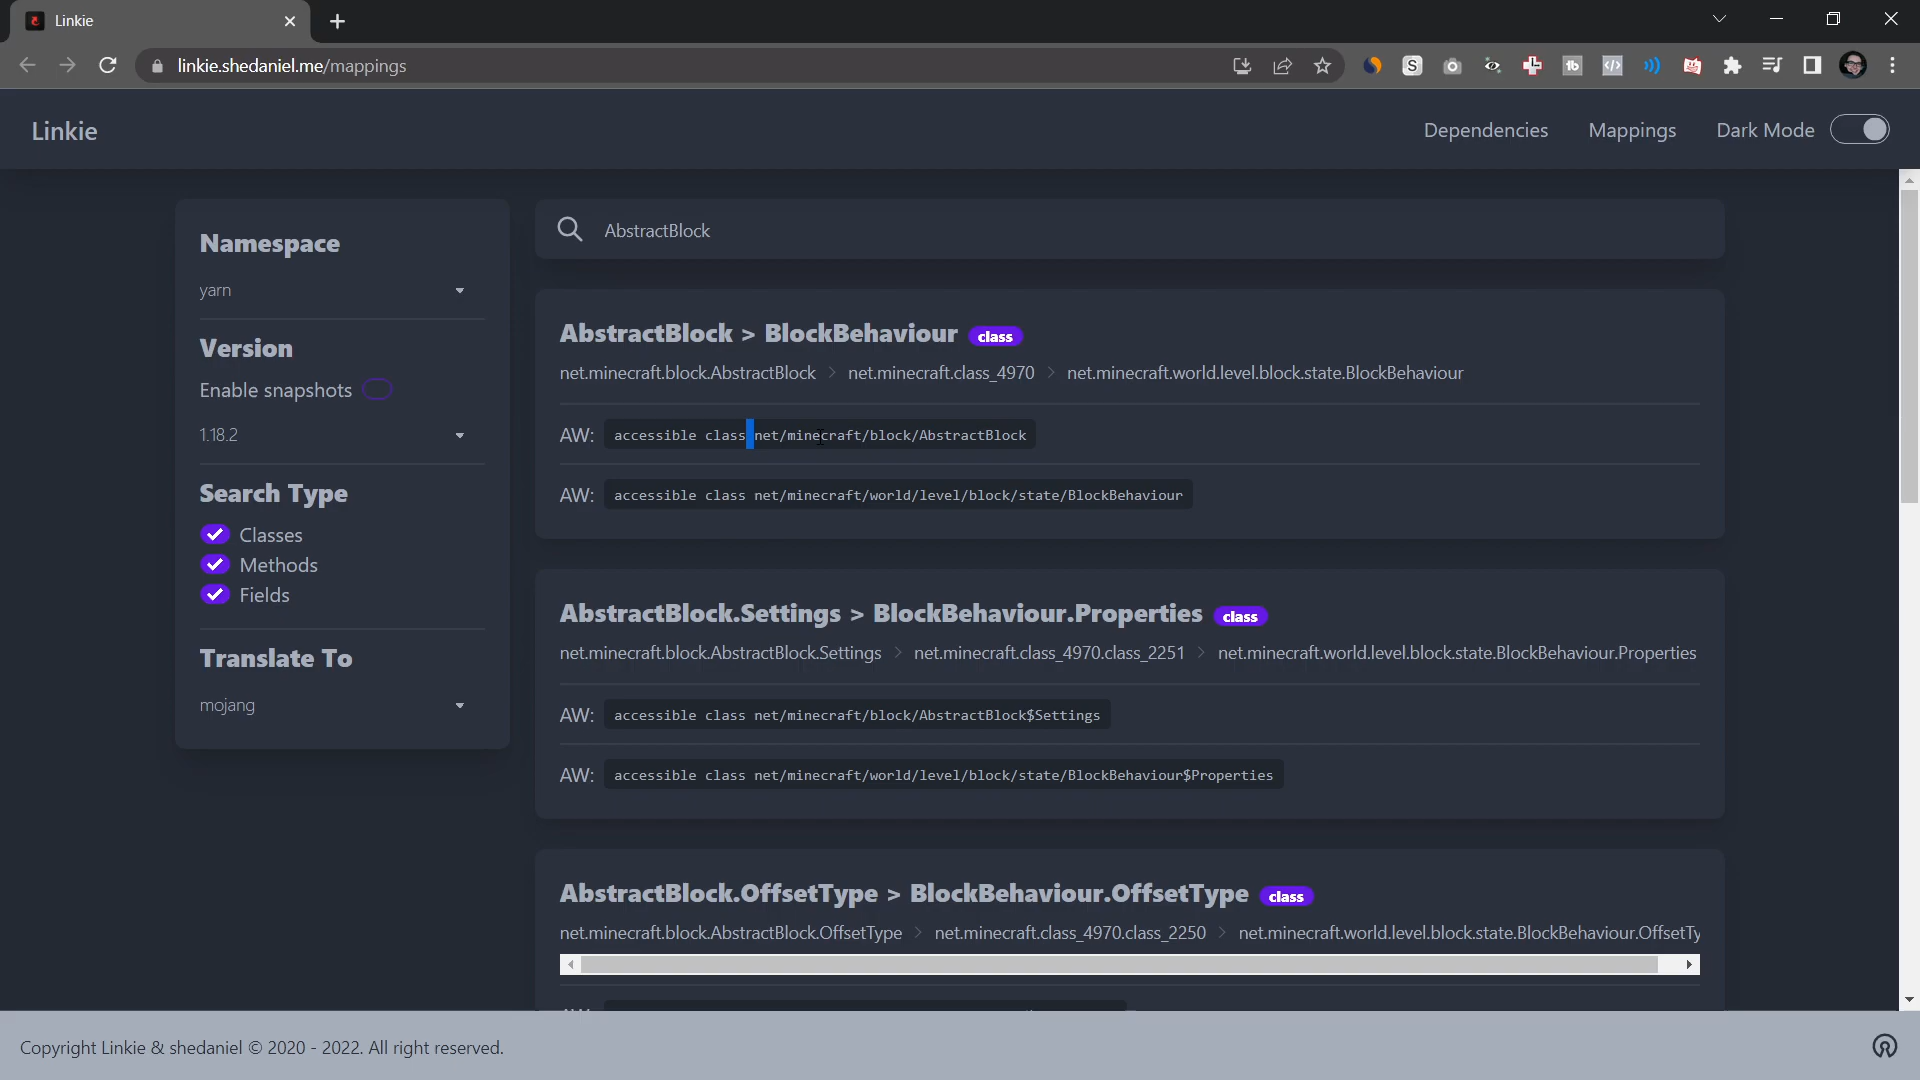 Linkie
linkie.shedaniel.me/mappings
Linkie
Dependencies
Mappings
Dark Mode
Namespace
yarn
Version
Enable snapshots
1.18.2
Search Type
Classes
Methods
Fields
Translate To
mojang
AbstractBlock
AbstractBlock > BlockBehaviour class
net.minecraft.block.AbstractBlock > net.minecraft.class_4970 > net.minecraft.world.level.block.state.BlockBehaviour
AW: accessible class net/minecraft/block/AbstractBlock
AW: accessible class net/minecraft/world/level/block/state/BlockBehaviour
AbstractBlock.Settings > BlockBehaviour.Properties class
net.minecraft.block.AbstractBlock.Settings > net.minecraft.class_4970.class_2251 > net.minecraft.world.level.block.state.BlockBehaviour.Properties
AW: accessible class net/minecraft/block/AbstractBlock$Settings
AW: accessible class net/minecraft/world/level/block/state/BlockBehaviour$Properties
AbstractBlock.OffsetType > BlockBehaviour.OffsetType class
net.minecraft.block.AbstractBlock.OffsetType > net.minecraft.class_4970.class_2250 > net.minecraft.world.level.block.state.BlockBehaviour.OffsetTy
Copyright Linkie & shedaniel © 2020 - 2022. All right reserved.